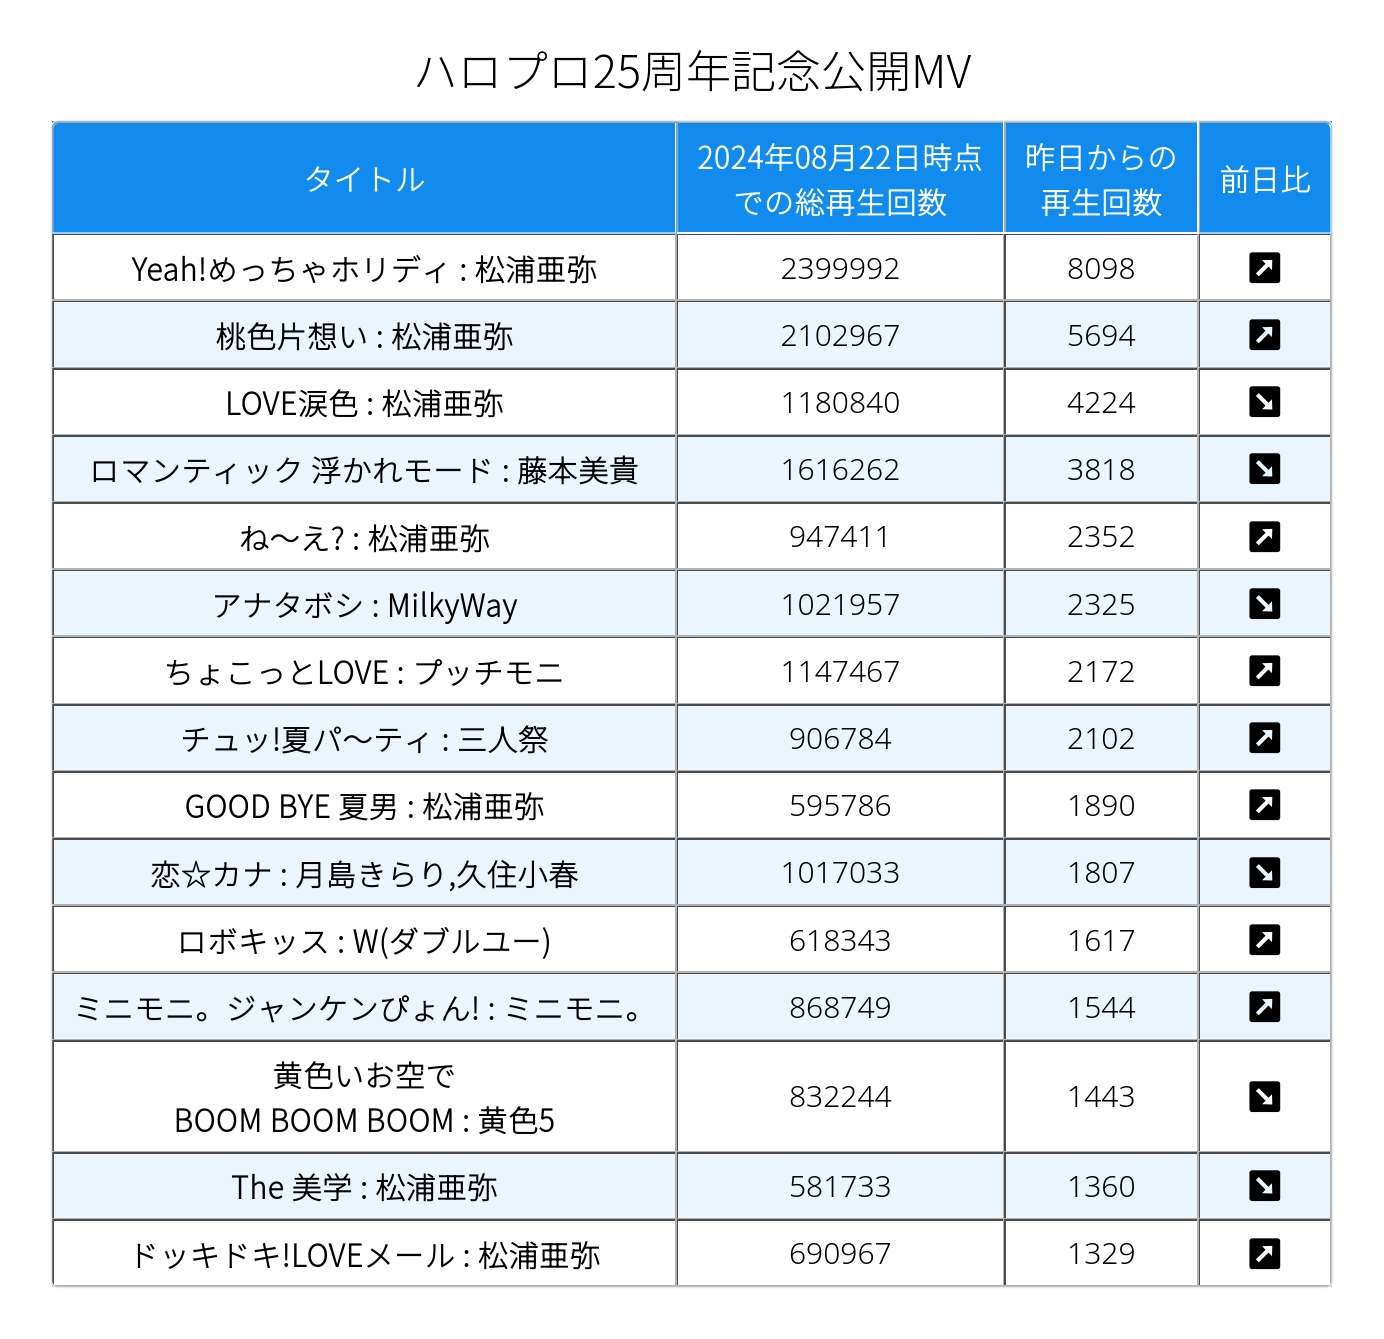 ハロプロ25周年記念公開MV
タイトル
2024年08月22日時点
での総再生回数
昨日からの
再生回数
前日比
Yeah!めっちゃホリディ : 松浦亜弥 2399992 8098
桃色片想い : 松浦亜弥 2102967 5694
LOVE涙色 : 松浦亜弥 1180840 4224
ロマンティック 浮かれモード : 藤本美貴 1616262 3818
ね〜え? : 松浦亜弥 947411 2352
アナタボシ : MilkyWay 1021957 2325
ちょこっとLOVE : プッチモニ 1147467 2172
チュッ!夏パ〜ティ : 三人祭 906784 2102
GOOD BYE 夏男 : 松浦亜弥 595786 1890
恋☆カナ : 月島きらり,久住小春 1017033 1807
ロボキッス : W(ダブルユー) 618343 1617
ミニモニ。ジャンケンぴょん! : ミニモニ。 868749 1544
黄色いお空で
BOOM BOOM BOOM : 黄色5 832244 1443
The 美学 : 松浦亜弥 581733 1360
ドッキドキ!LOVEメール : 松浦亜弥 690967 1329